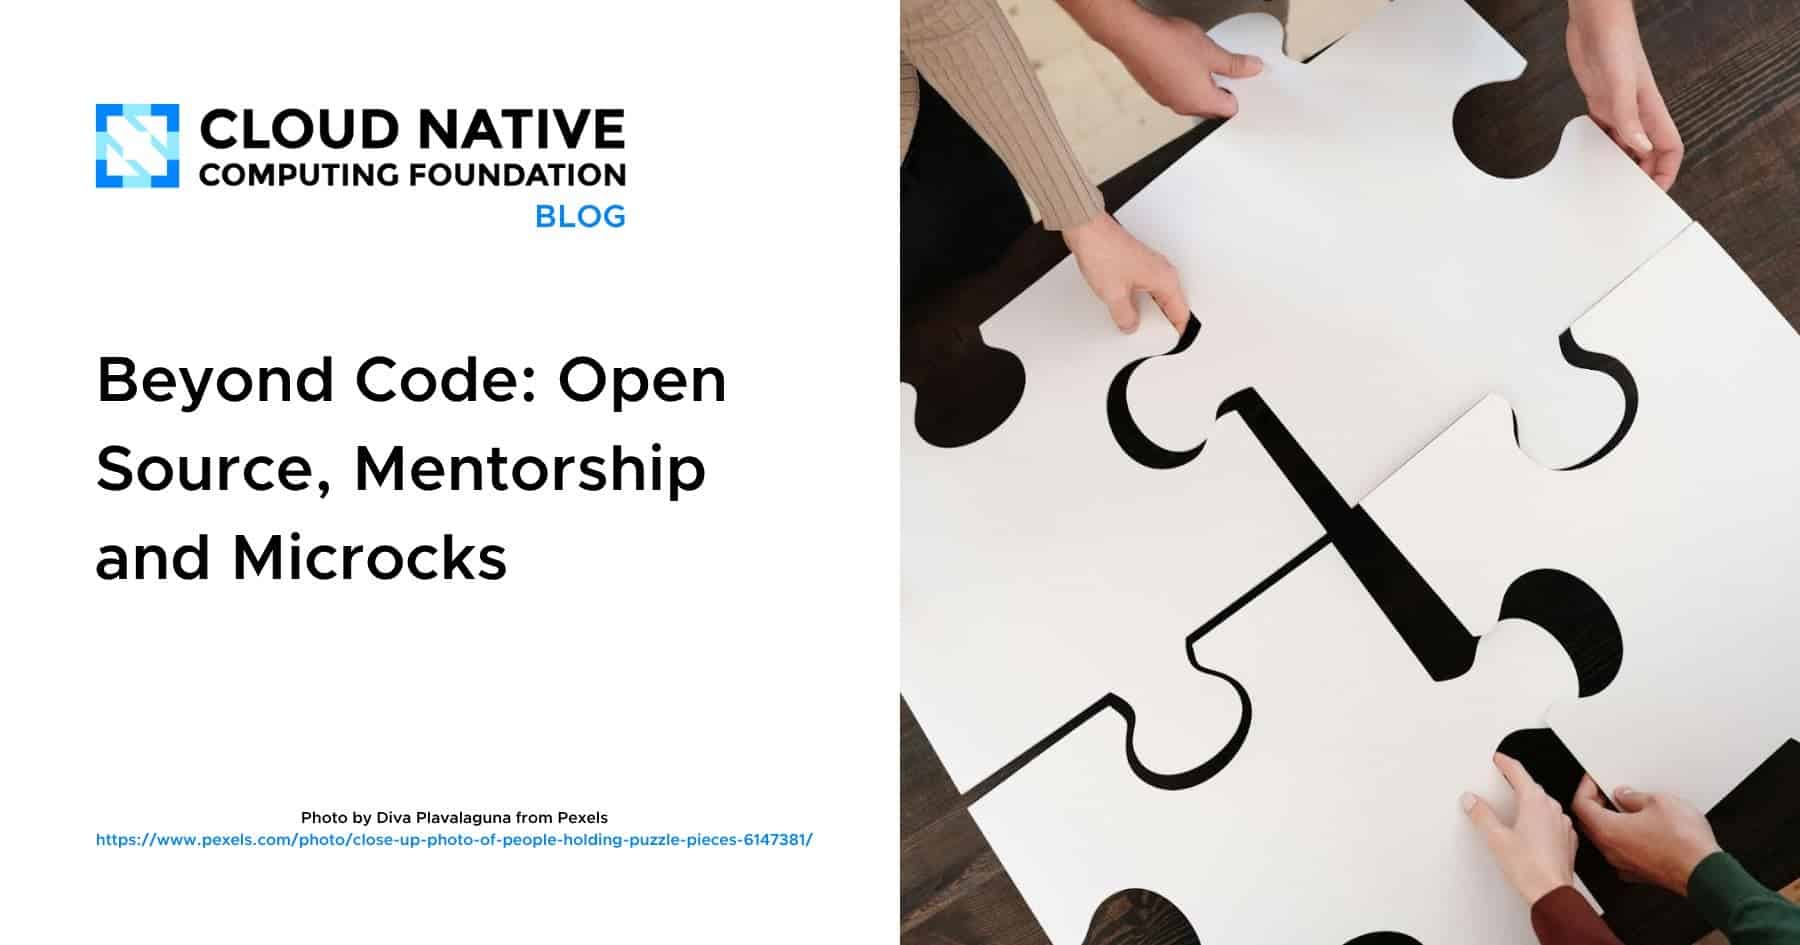 CLOUD NATIVE
COMPUTING FOUNDATION
BLOG
Beyond Code: Open
Source, Mentorship
and Microcks
Photo by Diva Plavalaguna from Pexels
https://www.pexels.com/photo/close-up-photo-of-people-holding-puzzle-pieces-6147381/